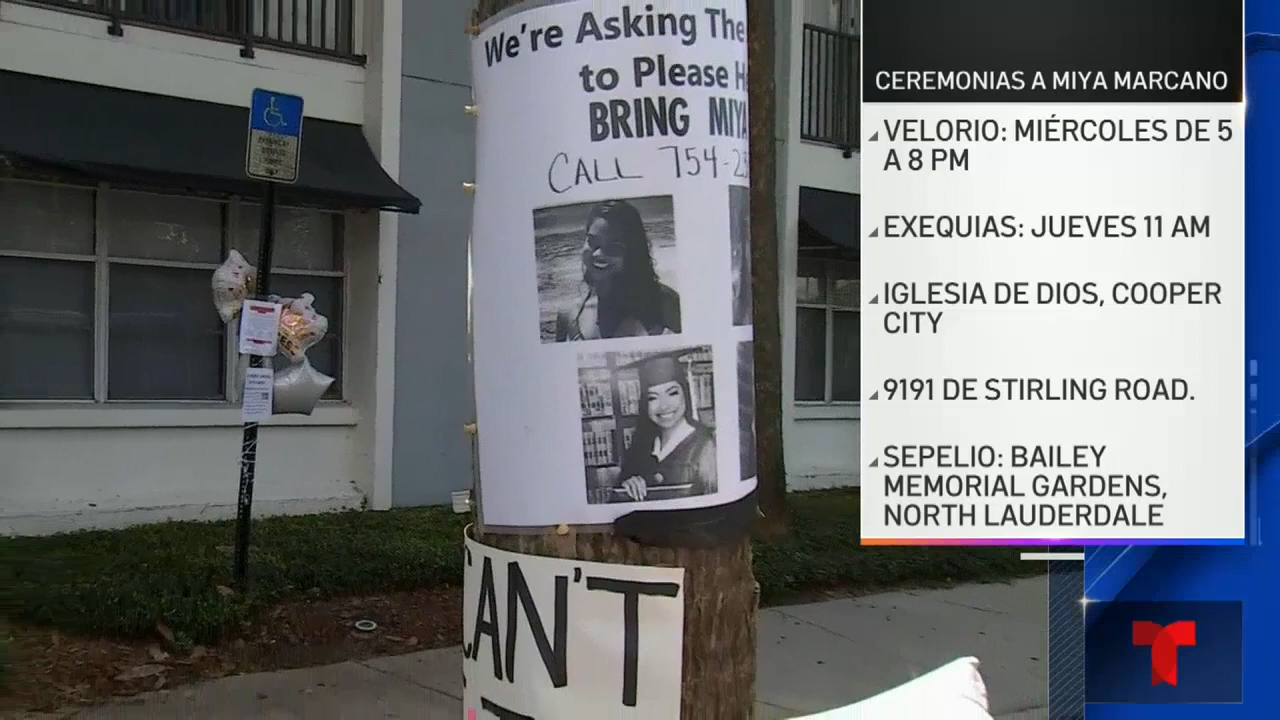 We're Asking The
to Please H
BRING MIYA
CALL 754-2
CAN'T
CEREMONIAS A MIYA MARCANO
VELORIO: MIÉRCOLES DE 5
A 8 PM
EXEQUIAS: JUEVES 11 AM
IGLESIA DE DIOS, COOPER
CITY
9191 DE STIRLING ROAD.
SEPELIO: BAILEY
MEMORIAL GARDENS,
NORTH LAUDERDALE